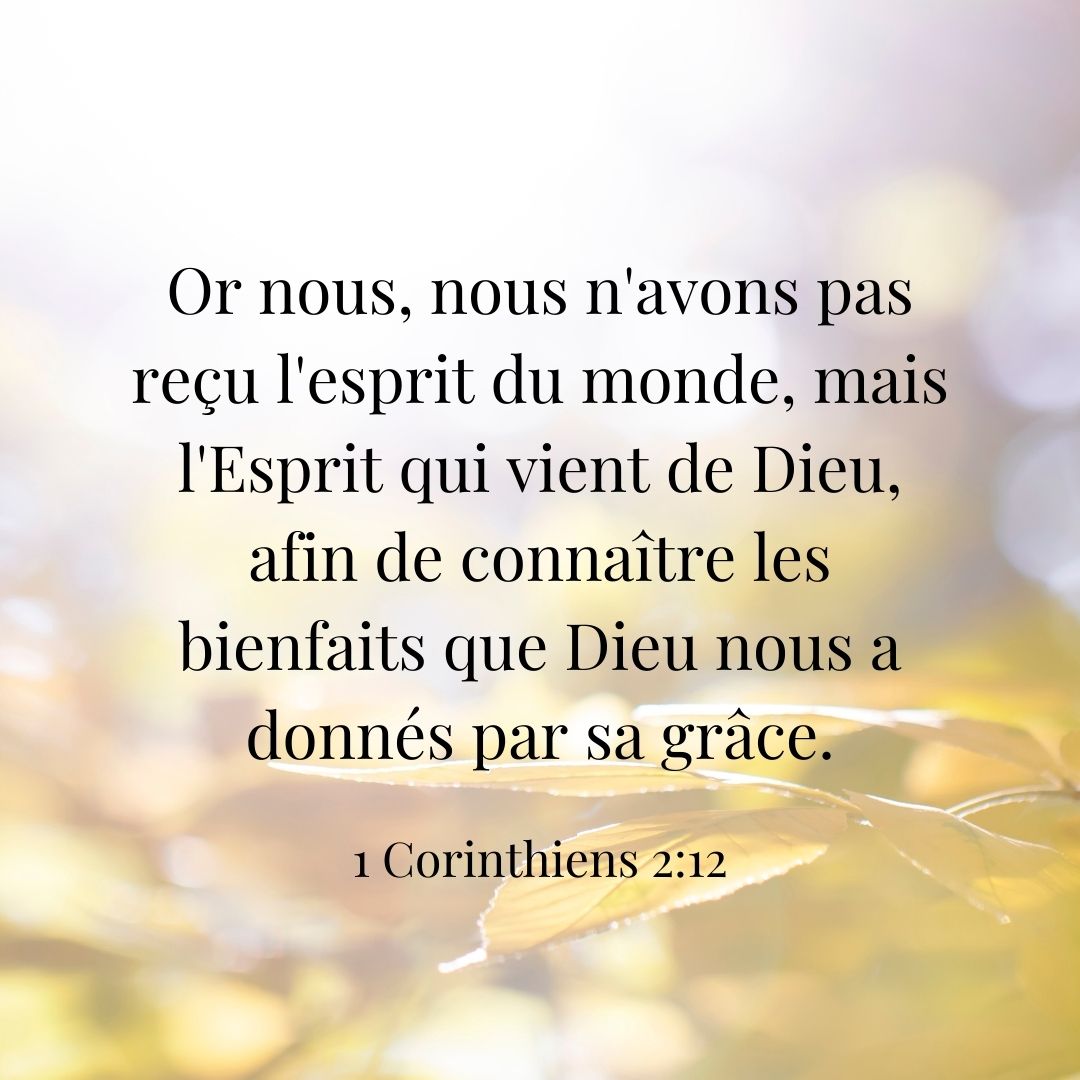 Or nous, nous n'avons pas
reçu l'esprit du monde, mais
l'Esprit qui vient de Dieu,
afin de connaître les
bienfaits que Dieu nous a
donnés par sa grâce.
1 Corinthiens 2:12